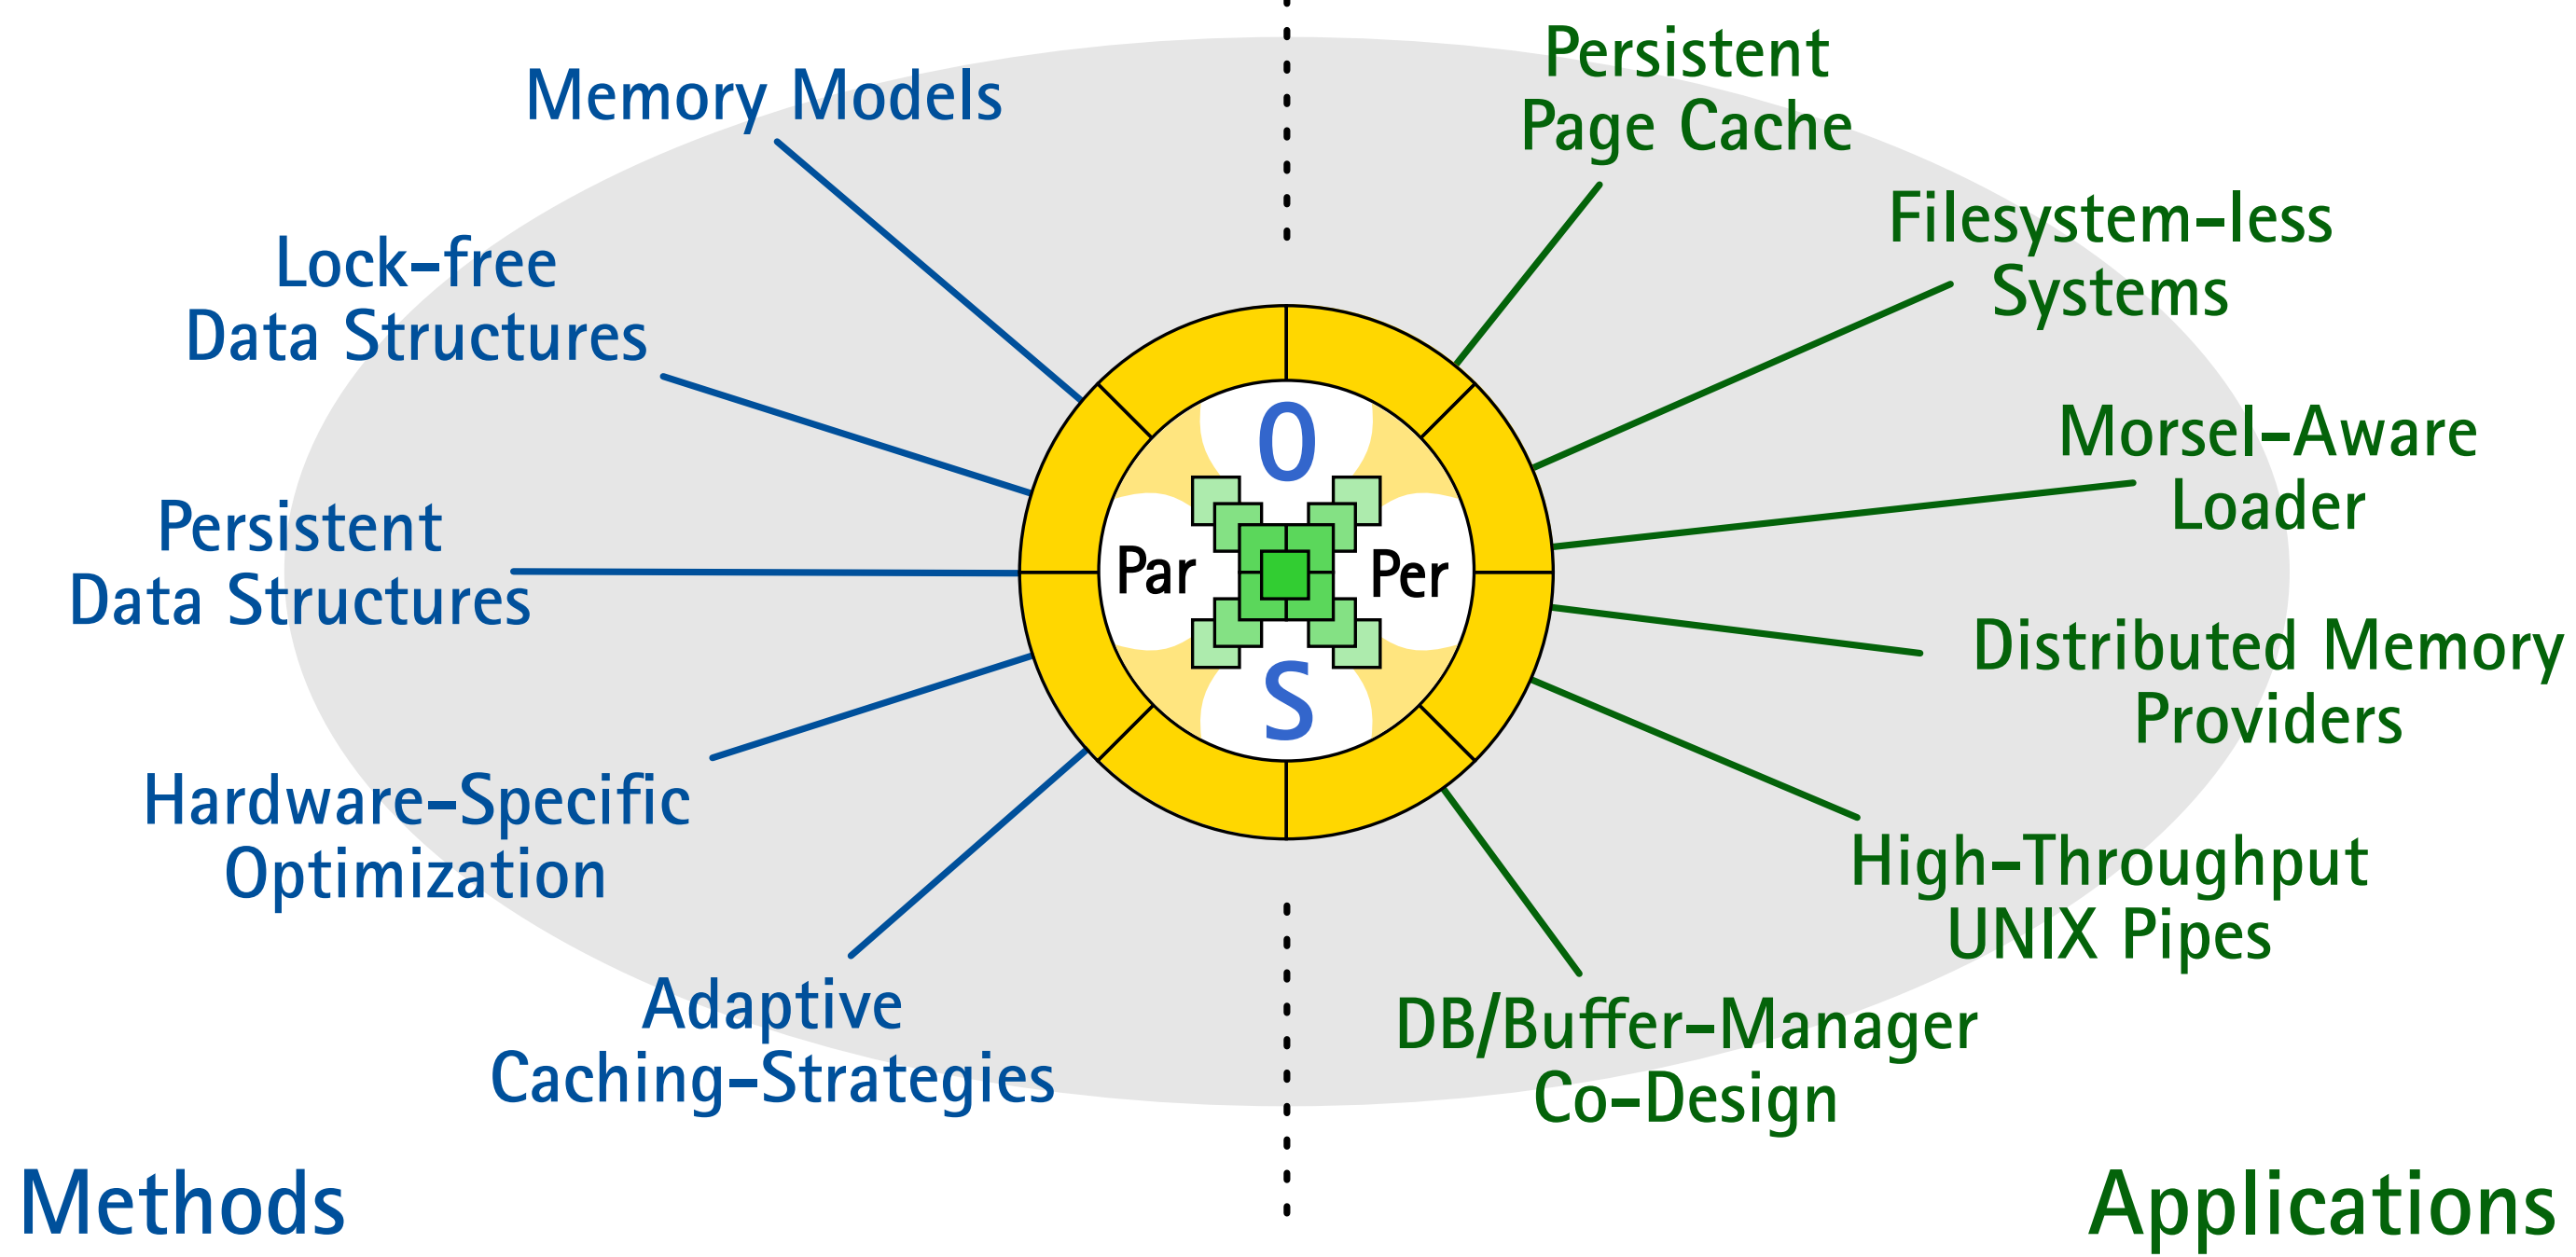 Memory Models
Lock-free
Data Structures
Persistent
Data Structures
Hardware-Specific
Optimization
Adaptive
Caching-Strategies
Methods
O
Par
Per
S
Persistent
Page Cache
Filesystem-less
Systems
Morsel-Aware
Loader
Distributed Memory
Providers
High-Throughput
UNIX Pipes
DB/Buffer-Manager
Co-Design
Applications